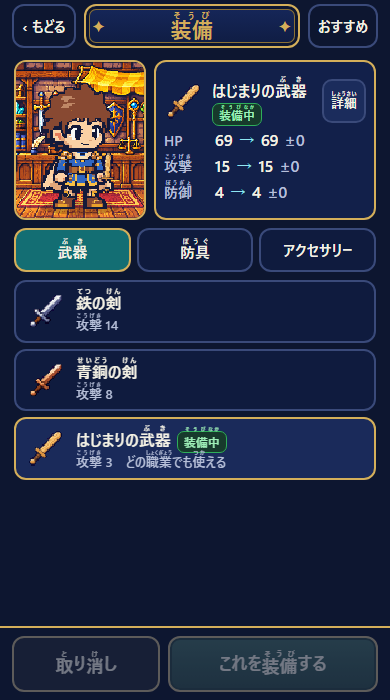 ‹ もどる
そうび
装備
おすすめ
はじまりの武器
ぶき
装備中
そうびなか
詳細
しょうさい
HP 69 → 69 ±0
攻撃 15 → 15 ±0
こうげき
防御 4 → 4 ±0
ぼうぎょ
武器
ぶき
防具
ぼうぐ
アクセサリー
鉄の剣
てつ けん
攻撃 14
こうげき
青銅の剣
せいどう けん
攻撃 8
こうげき
はじまりの武器 装備中
ぶき そうびなか
攻撃 3 どの職業でも使える
こうげき しょくぎょう つか
取り消し
と け
これを装備する
そうび